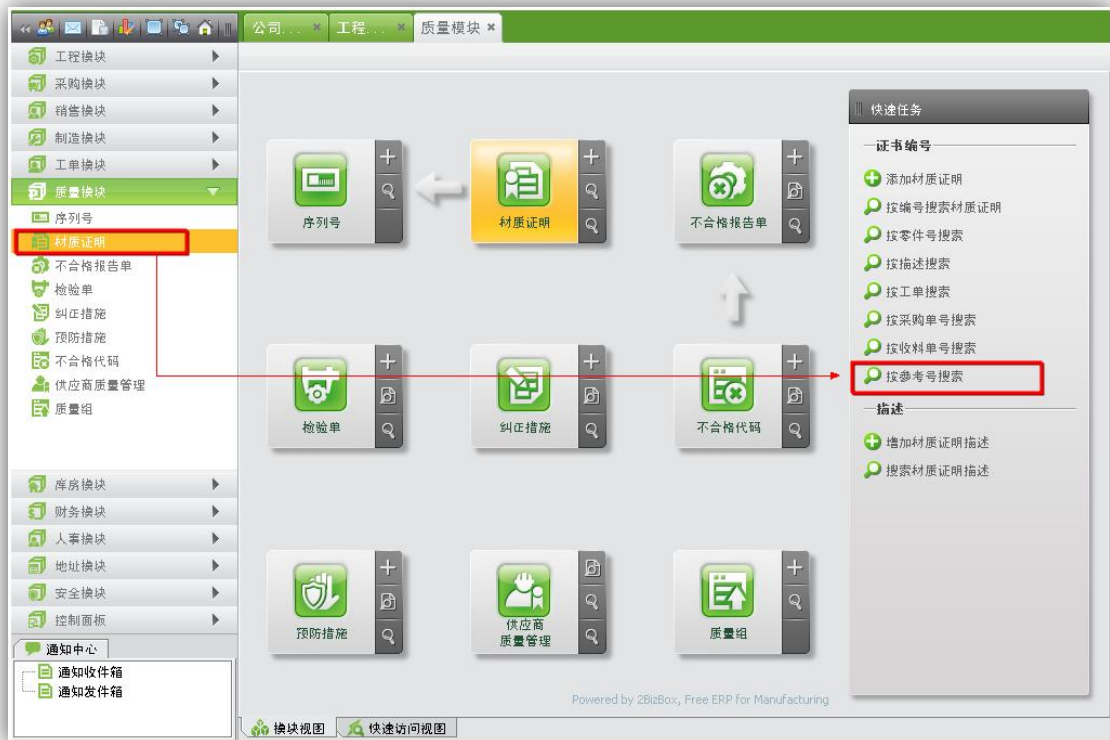 公司...
工程...
质量模块
工程模块
采购模块
销售模块
制造模块
工单模块
质量模块
序列号
材质证明
不合格报告单
检验单
纠正措施
预防措施
不合格代码
供应商质量管理
质量组
库房模块
财务模块
人事模块
地址模块
安全模块
控制面板
通知中心
通知收件箱
通知发件箱
序列号
材质证明
不合格报告单
检验单
纠正措施
不合格代码
预防措施
供应商
质量管理
质量组
Powered by 2BizBox, Free ERP for Manufacturing
模块视图
快速访问视图
快速任务
证书编号
添加材质证明
按编号搜索材质证明
按零件号搜索
按描述搜索
按工单搜索
按采购单号搜索
按收料单号搜索
按参考号搜索
描述
增加材质证明描述
搜索材质证明描述